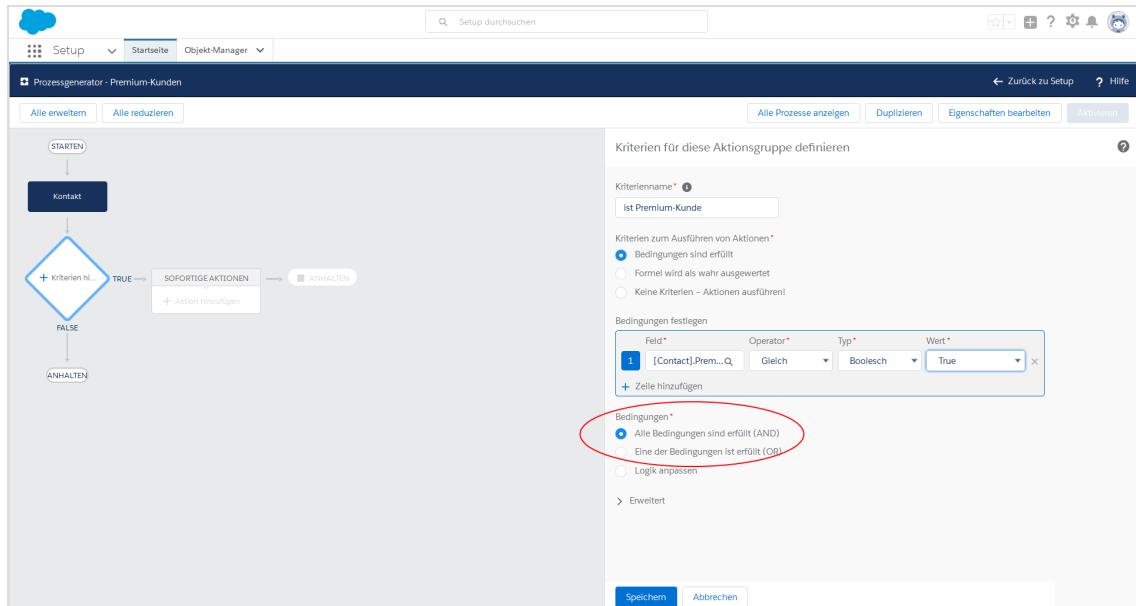 Setup durchsuchen
Setup Startseite Objekt-Manager
Prozessgenerator - Premium-Kunden Zurück zu Setup ? Hilfe
Alle erweitern Alle reduzieren Alle Prozesse anzeigen Duplizieren Eigenschaften bearbeiten Aktivieren
STARTEN
Kontakt
+ Kriterien hi... TRUE SOFORTIGE AKTIONEN ANHALTEN
+ Aktion hinzufügen
FALSE
ANHALTEN
Kriterien für diese Aktionsgruppe definieren
Kriterienname*
ist Premium-Kunde
Kriterien zum Ausführen von Aktionen*
Bedingungen sind erfüllt
Formel wird als wahr ausgewertet
Keine Kriterien – Aktionen ausführen!
Bedingungen festlegen
Feld* Operator* Typ* Wert*
1 [Contact].Prem... Gleich Boolesch True
+ Zeile hinzufügen
Bedingungen*
Alle Bedingungen sind erfüllt (AND)
Eine der Bedingungen ist erfüllt (OR)
Logik anpassen
Erweitert
Speichern Abbrechen